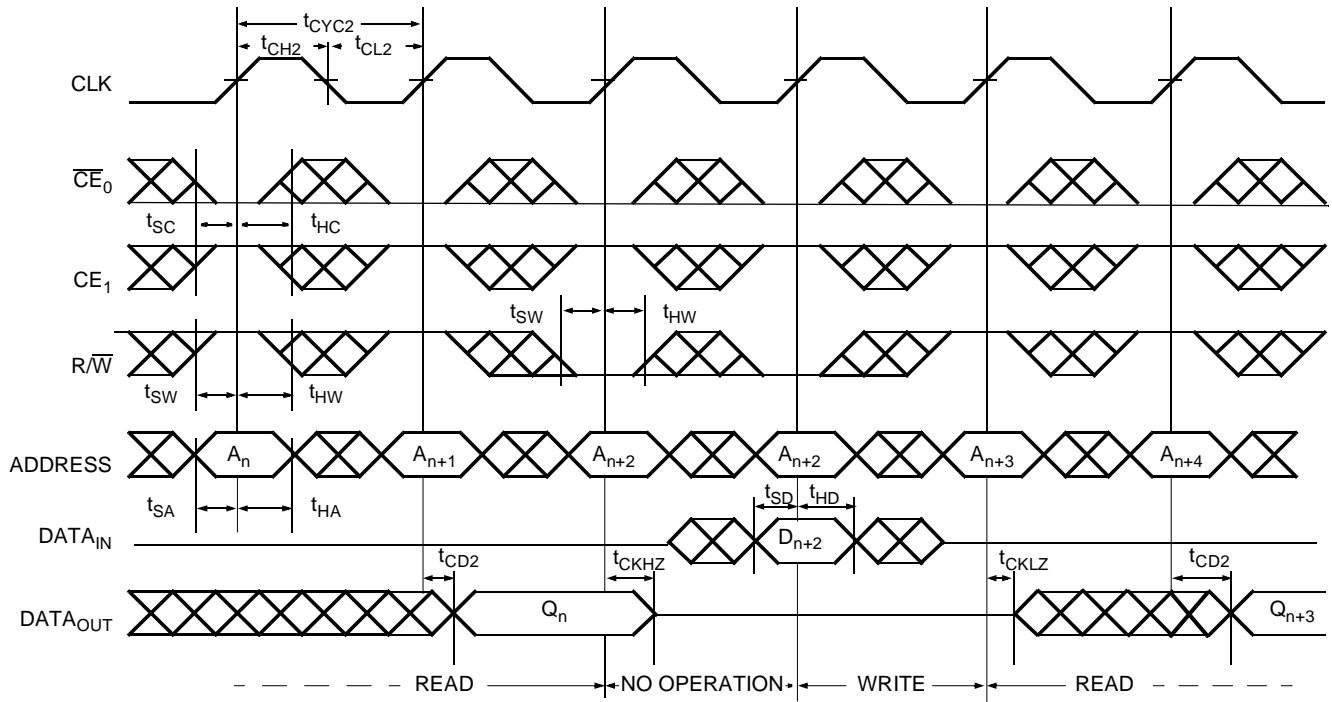 tCYC2
tCH2 tCL2
CLK
CE0
tSC tHC
CE1
tSW tHW
R/W
tSW tHW
ADDRESS An An+1 An+2 An+2 An+3 An+4
tSA tHA tSD tHD
DATAIN Dn+2
tCD2 tCKHZ tCKLZ tCD2
DATAOUT Qn Qn+3
READ NO OPERATION WRITE READ